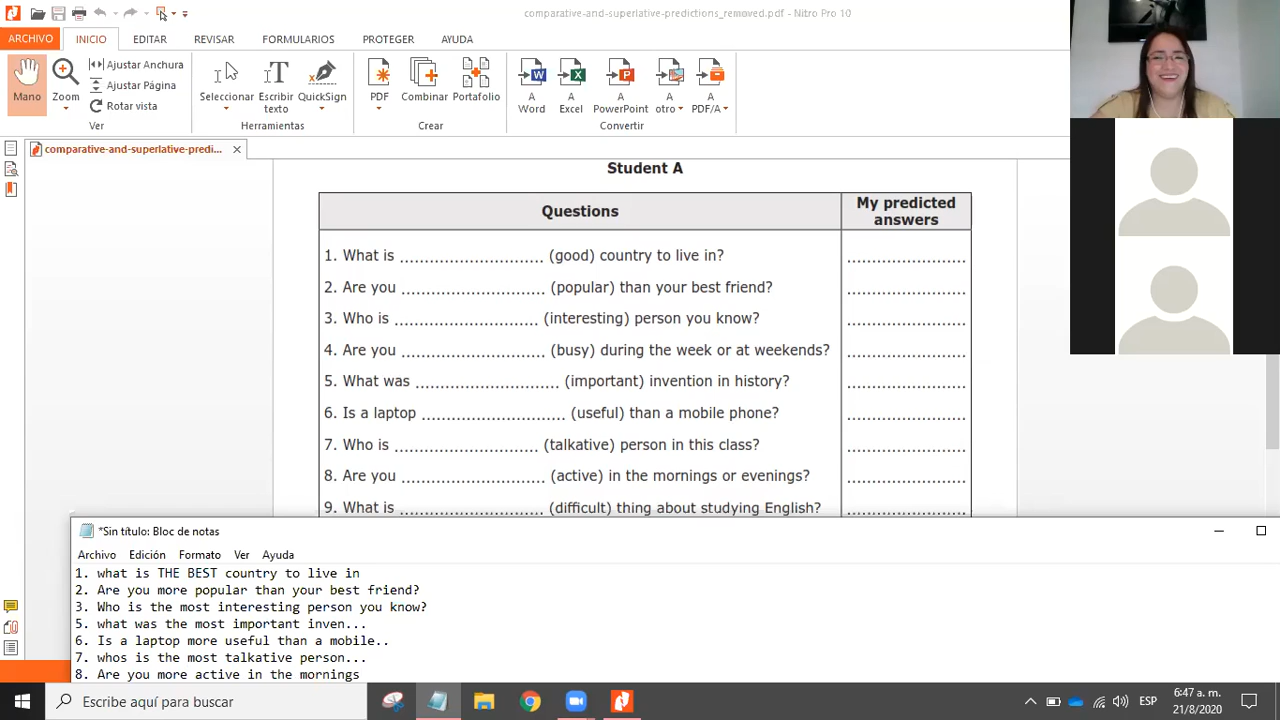 comparative-and-superlative-predictions_removed.pdf - Nitro Pro 10
ARCHIVO INICIO EDITAR REVISAR FORMULARIOS PROTEGER AYUDA
Mano
Zoom
Ajustar Anchura
Ajustar Página
Rotar vista
Ver
Seleccionar
Escribir texto
QuickSign
Herramientas
PDF
Combinar
Portafolio
Crear
A Word
A Excel
A PowerPoint
A otro
A PDF/A
Convertir
comparative-and-superlative-predi...
Student A
Questions
My predicted answers
1. What is .......................... (good) country to live in?
2. Are you .......................... (popular) than your best friend?
3. Who is .......................... (interesting) person you know?
4. Are you .......................... (busy) during the week or at weekends?
5. What was .......................... (important) invention in history?
6. Is a laptop .......................... (useful) than a mobile phone?
7. Who is .......................... (talkative) person in this class?
8. Are you .......................... (active) in the mornings or evenings?
9. What is .......................... (difficult) thing about studying English?
*Sin título: Bloc de notas
Archivo Edición Formato Ver Ayuda
1. what is THE BEST country to live in
2. Are you more popular than your best friend?
3. Who is the most interesting person you know?
5. what was the most important inven...
6. Is a laptop more useful than a mobile..
7. whos is the most talkative person...
8. Are you more active in the mornings
Escribe aquí para buscar
ESP
6:47 a. m.
21/8/2020